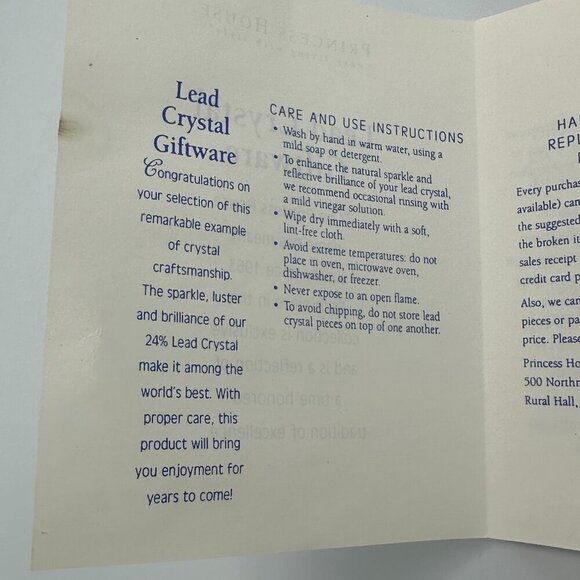 Lead
Crystal
Giftware
Congratulations on
your selection of this
remarkable example
of crystal
craftsmanship.
The sparkle, luster
and brilliance of our
24% Lead Crystal
make it among the
world's best. With
proper care, this
product will bring
you enjoyment for
years to come!
CARE AND USE INSTRUCTIONS
• Wash by hand in warm water, using a
mild soap or detergent.
• To enhance the natural sparkle and
reflective brilliance of your lead crystal,
we recommend occasional rinsing with
a mild vinegar solution.
• Wipe dry immediately with a soft,
lint-free cloth.
• Avoid extreme temperatures: do not
place in oven, microwave oven,
dishwasher, or freezer.
• Never expose to an open flame.
• To avoid chipping, do not store lead
crystal pieces on top of one another.
HA
REPL
Every purchas
available) can
the suggested
the broken it
sales receipt
credit card p
Also, we can
pieces or pa
price. Please
Princess Ho
500 Northr
Rural Hall,
PRINCESS HOUSE